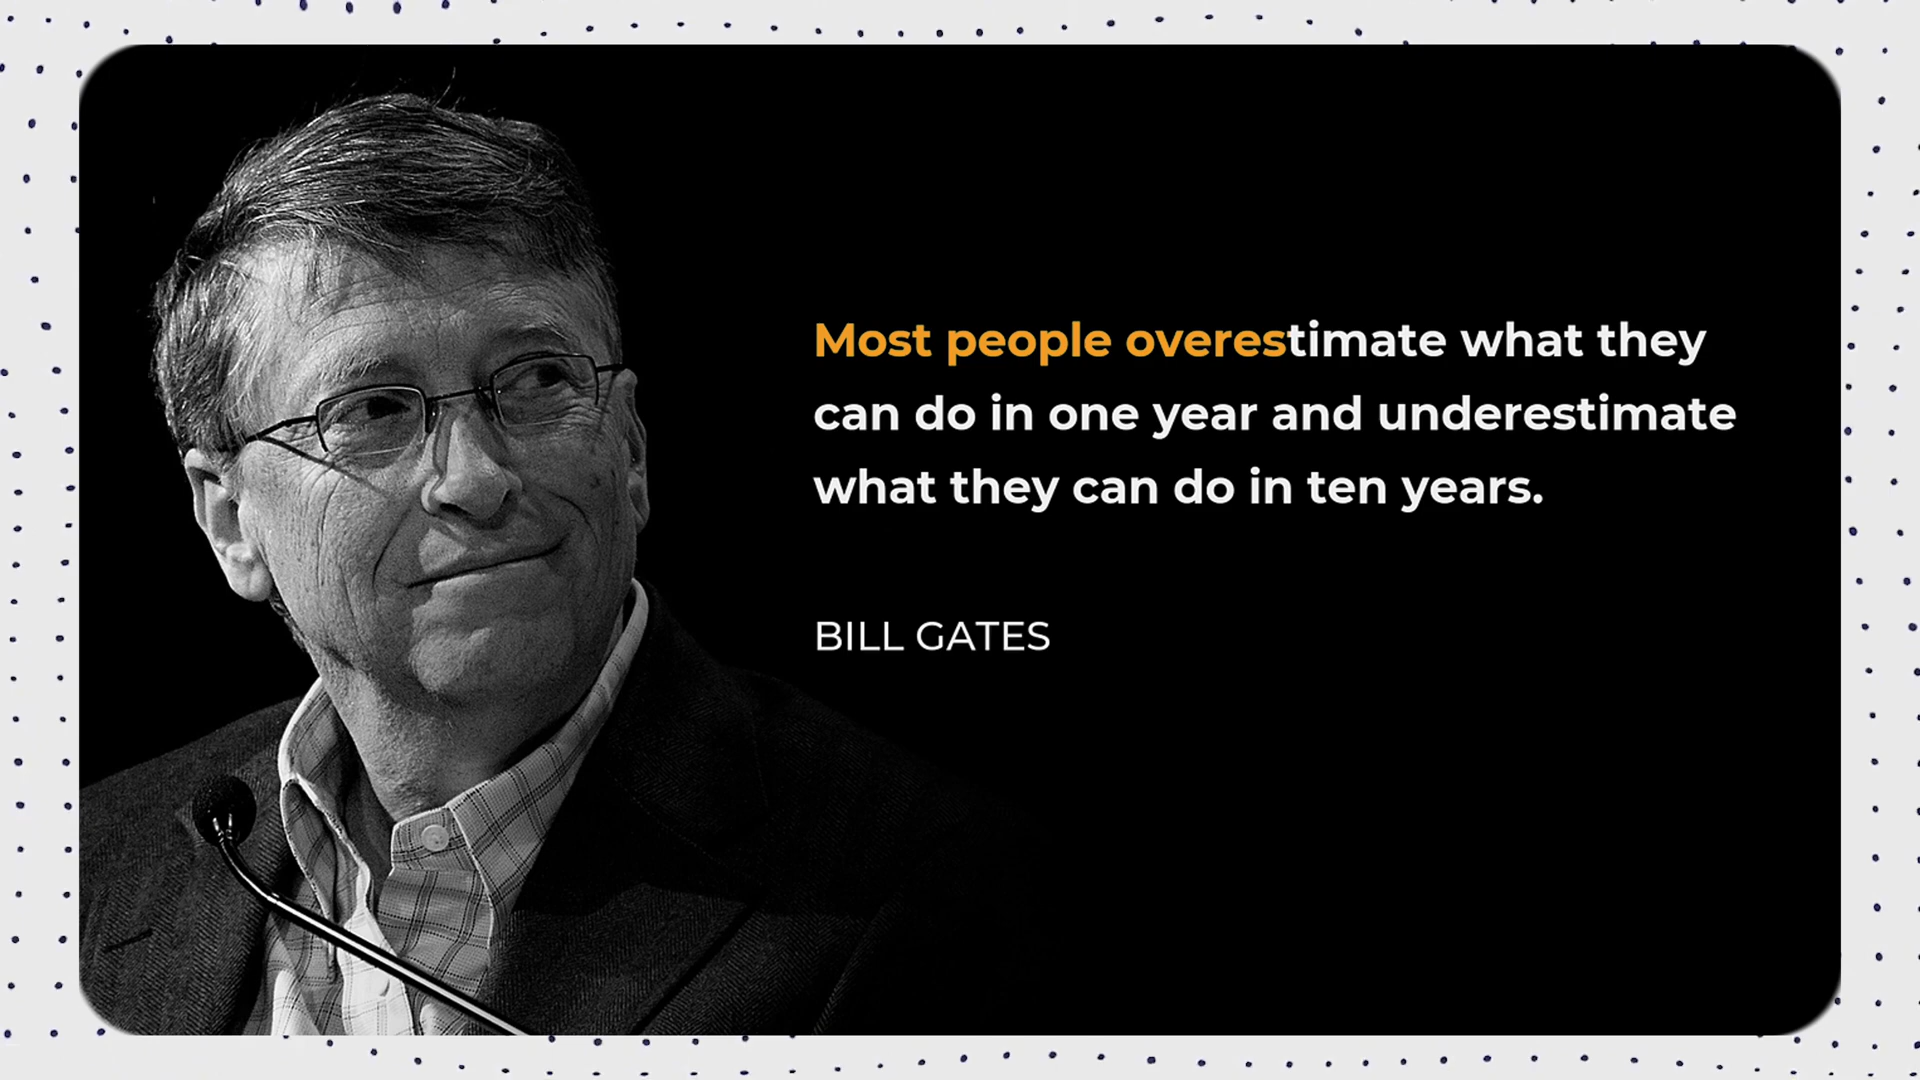 Most people overestimate what they
can do in one year and underestimate
what they can do in ten years.
BILL GATES